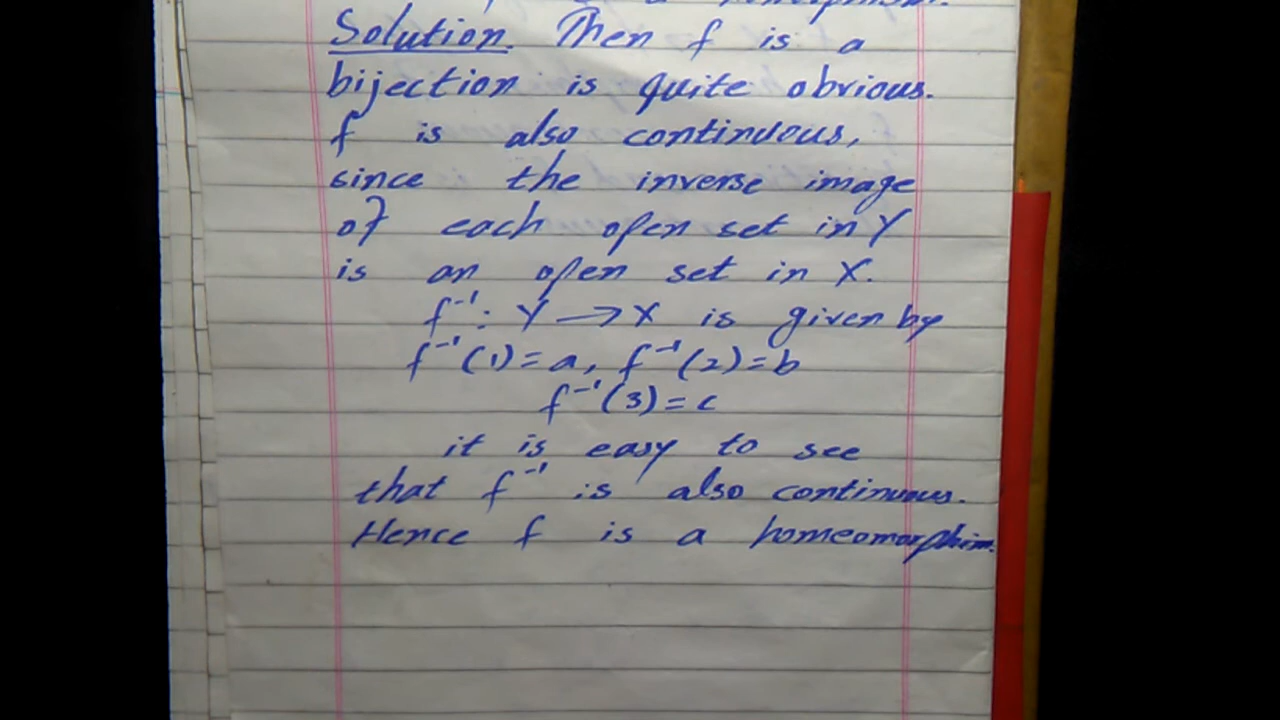 Solution. Then f is a
bijection is quite obvious.
f is also continuous,
since the inverse image
of each open set in Y
is an open set in X.
f⁻¹: Y → X is given by
f⁻¹(1) = a, f⁻¹(2) = b
f⁻¹(3) = c
it is easy to see
that f⁻¹ is also continuous.
Hence f is a homeomorphim.